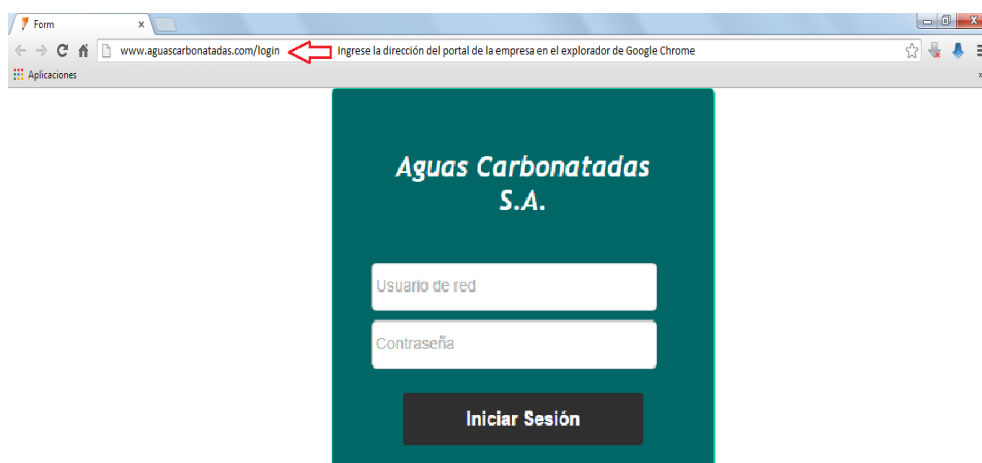 Form
www.aguascarbonatadas.com/login Ingrese la dirección del portal de la empresa en el explorador de Google Chrome
Aplicaciones
Aguas Carbonatadas
S.A.
Usuario de red
Contraseña
Iniciar Sesión